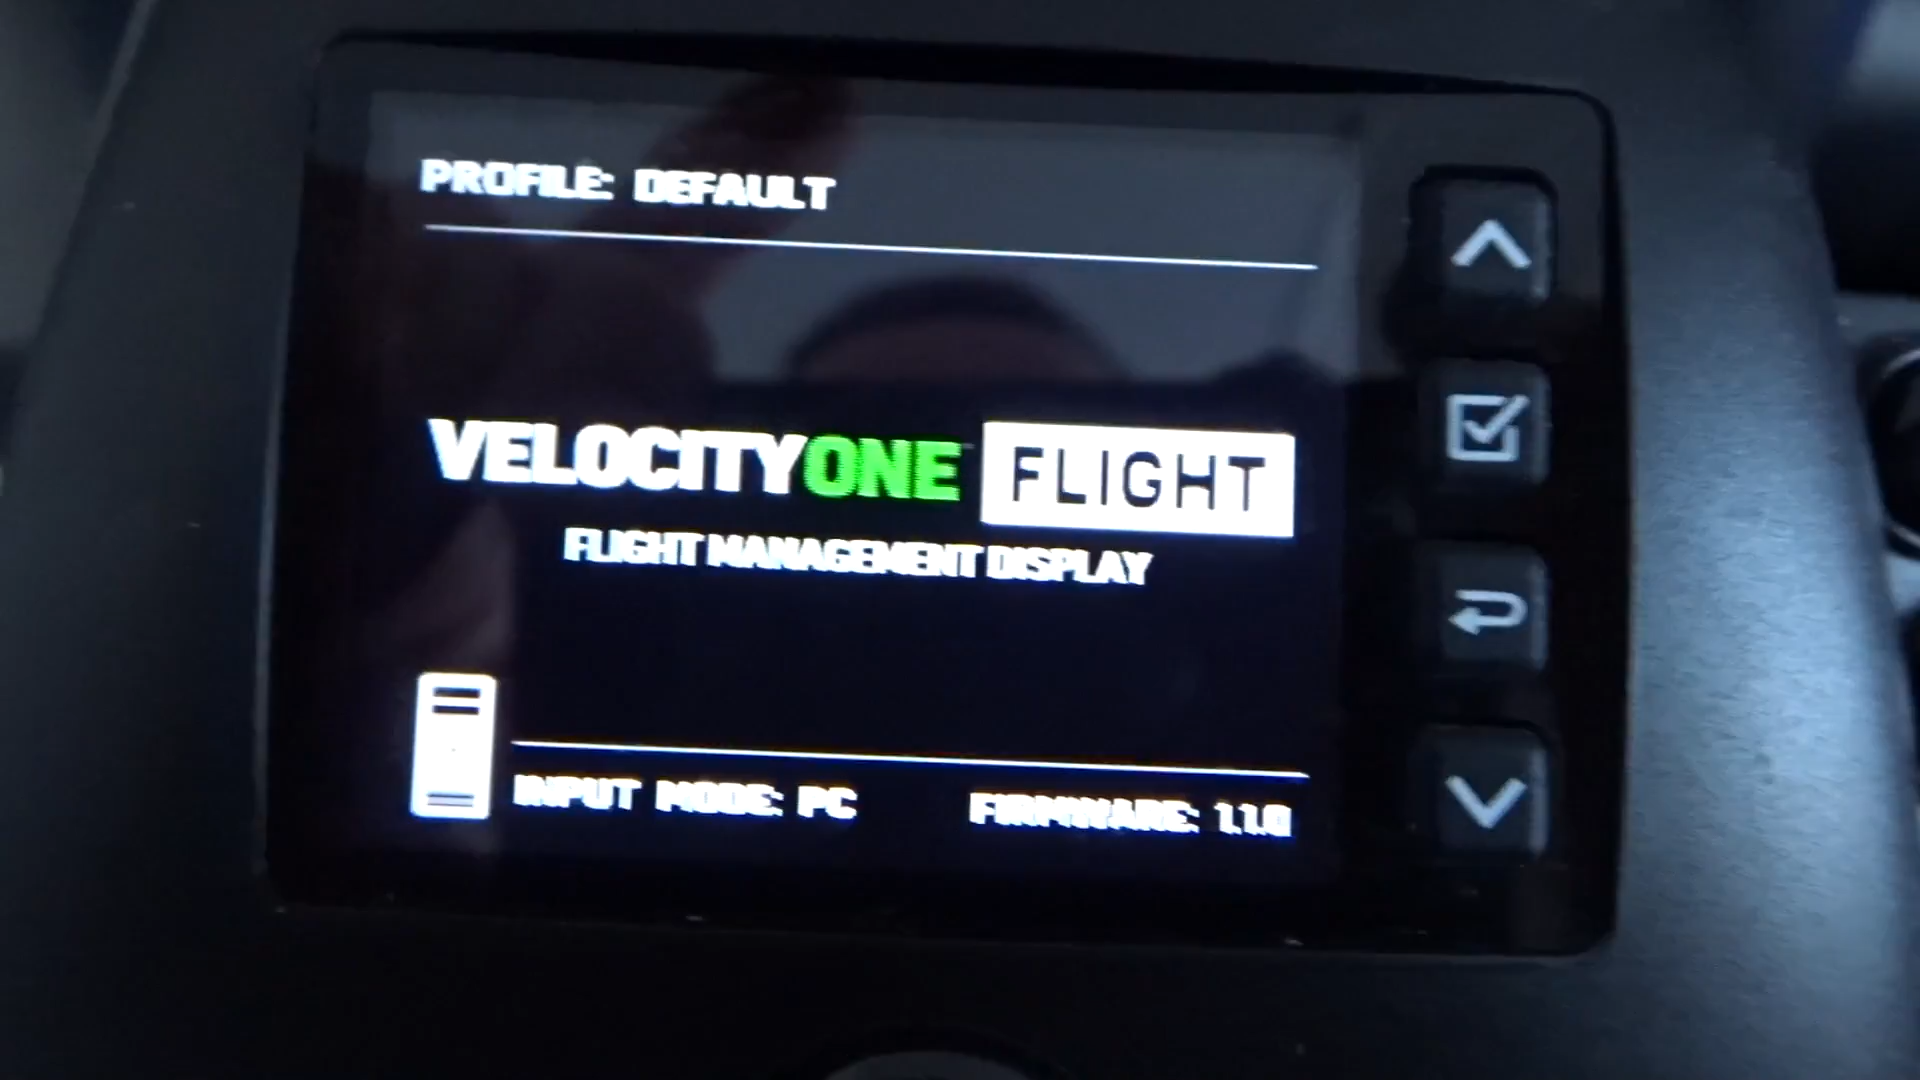 PROFILE: DEFAULT
VELOCITYONE FLIGHT
FLIGHT MANAGEMENT DISPLAY
INPUT MODE: PC FIRMWARE: 1.1.0